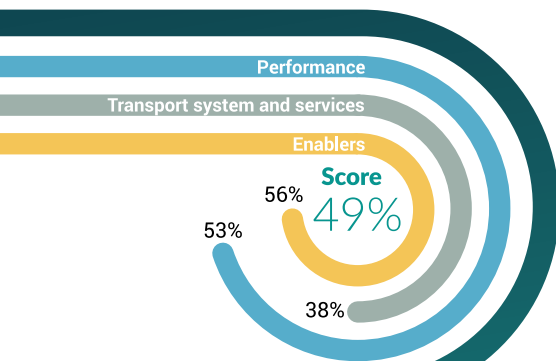 Performance
Transport system and services
Enablers
Score
56%
49%
53%
38%